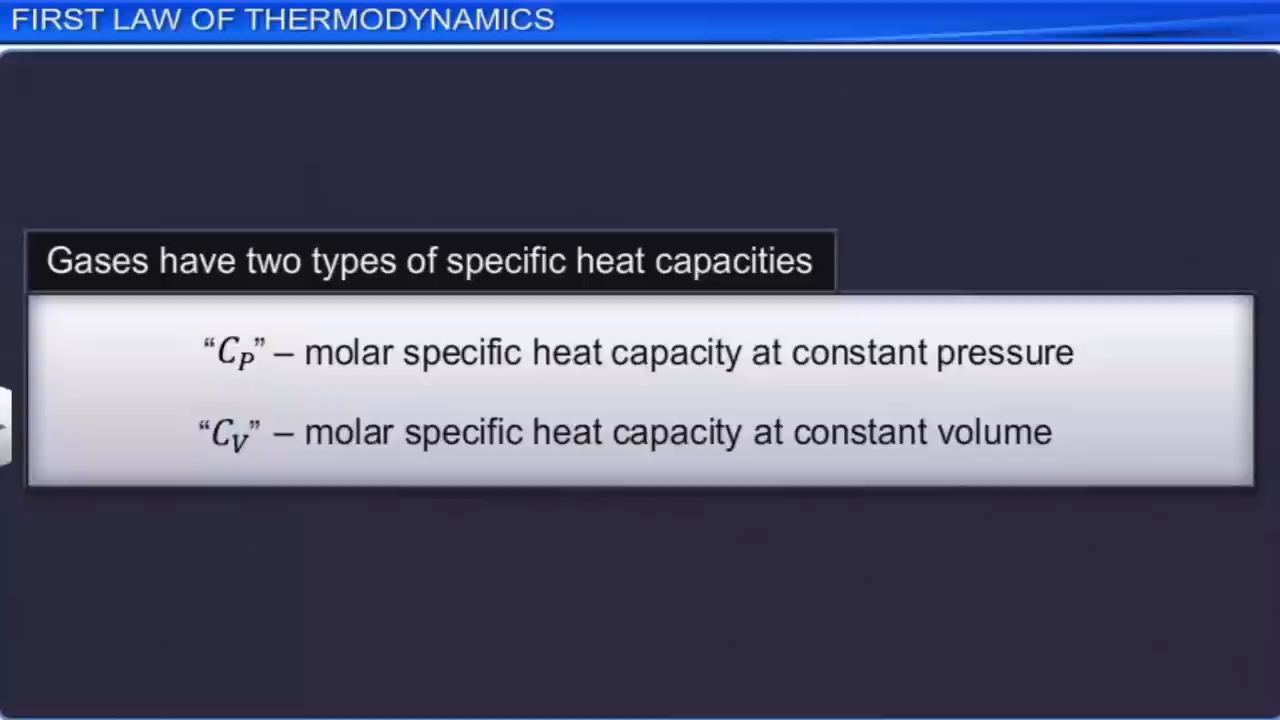 FIRST LAW OF THERMODYNAMICS
Gases have two types of specific heat capacities
“C_P” – molar specific heat capacity at constant pressure
“C_V” – molar specific heat capacity at constant volume